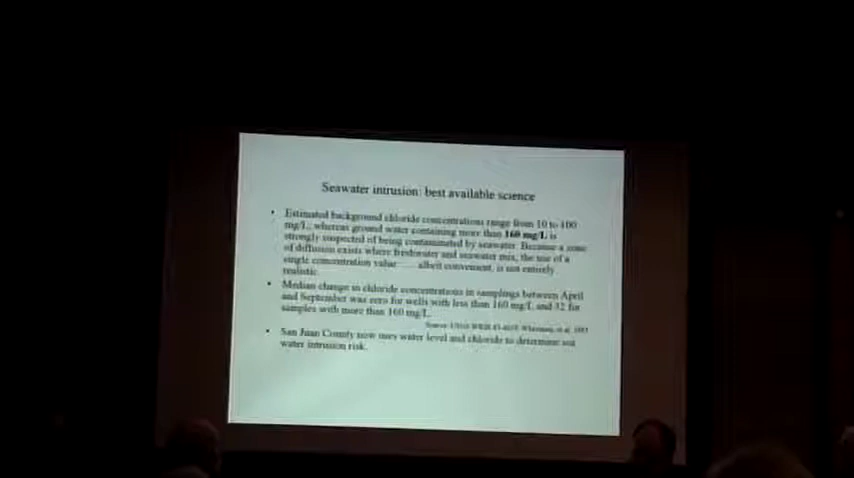 Seawater intrusion: best available science
• Estimated background chloride concentrations range from 10 to 100
mg/L, whereas ground water containing more than 160 mg/L is
strongly suspected of being contaminated by seawater. Because a zone
of diffusion exists where freshwater and seawater mix, the use of a
single concentration value ..... albeit convenient, is not entirely
realistic.
• Median change in chloride concentrations in samplings between April
and September was zero for wells with less than 160 mg/L and 32 for
samples with more than 160 mg/L.
Source: USGS
• San Juan County now uses water level and chloride to determine sea
water intrusion risk.